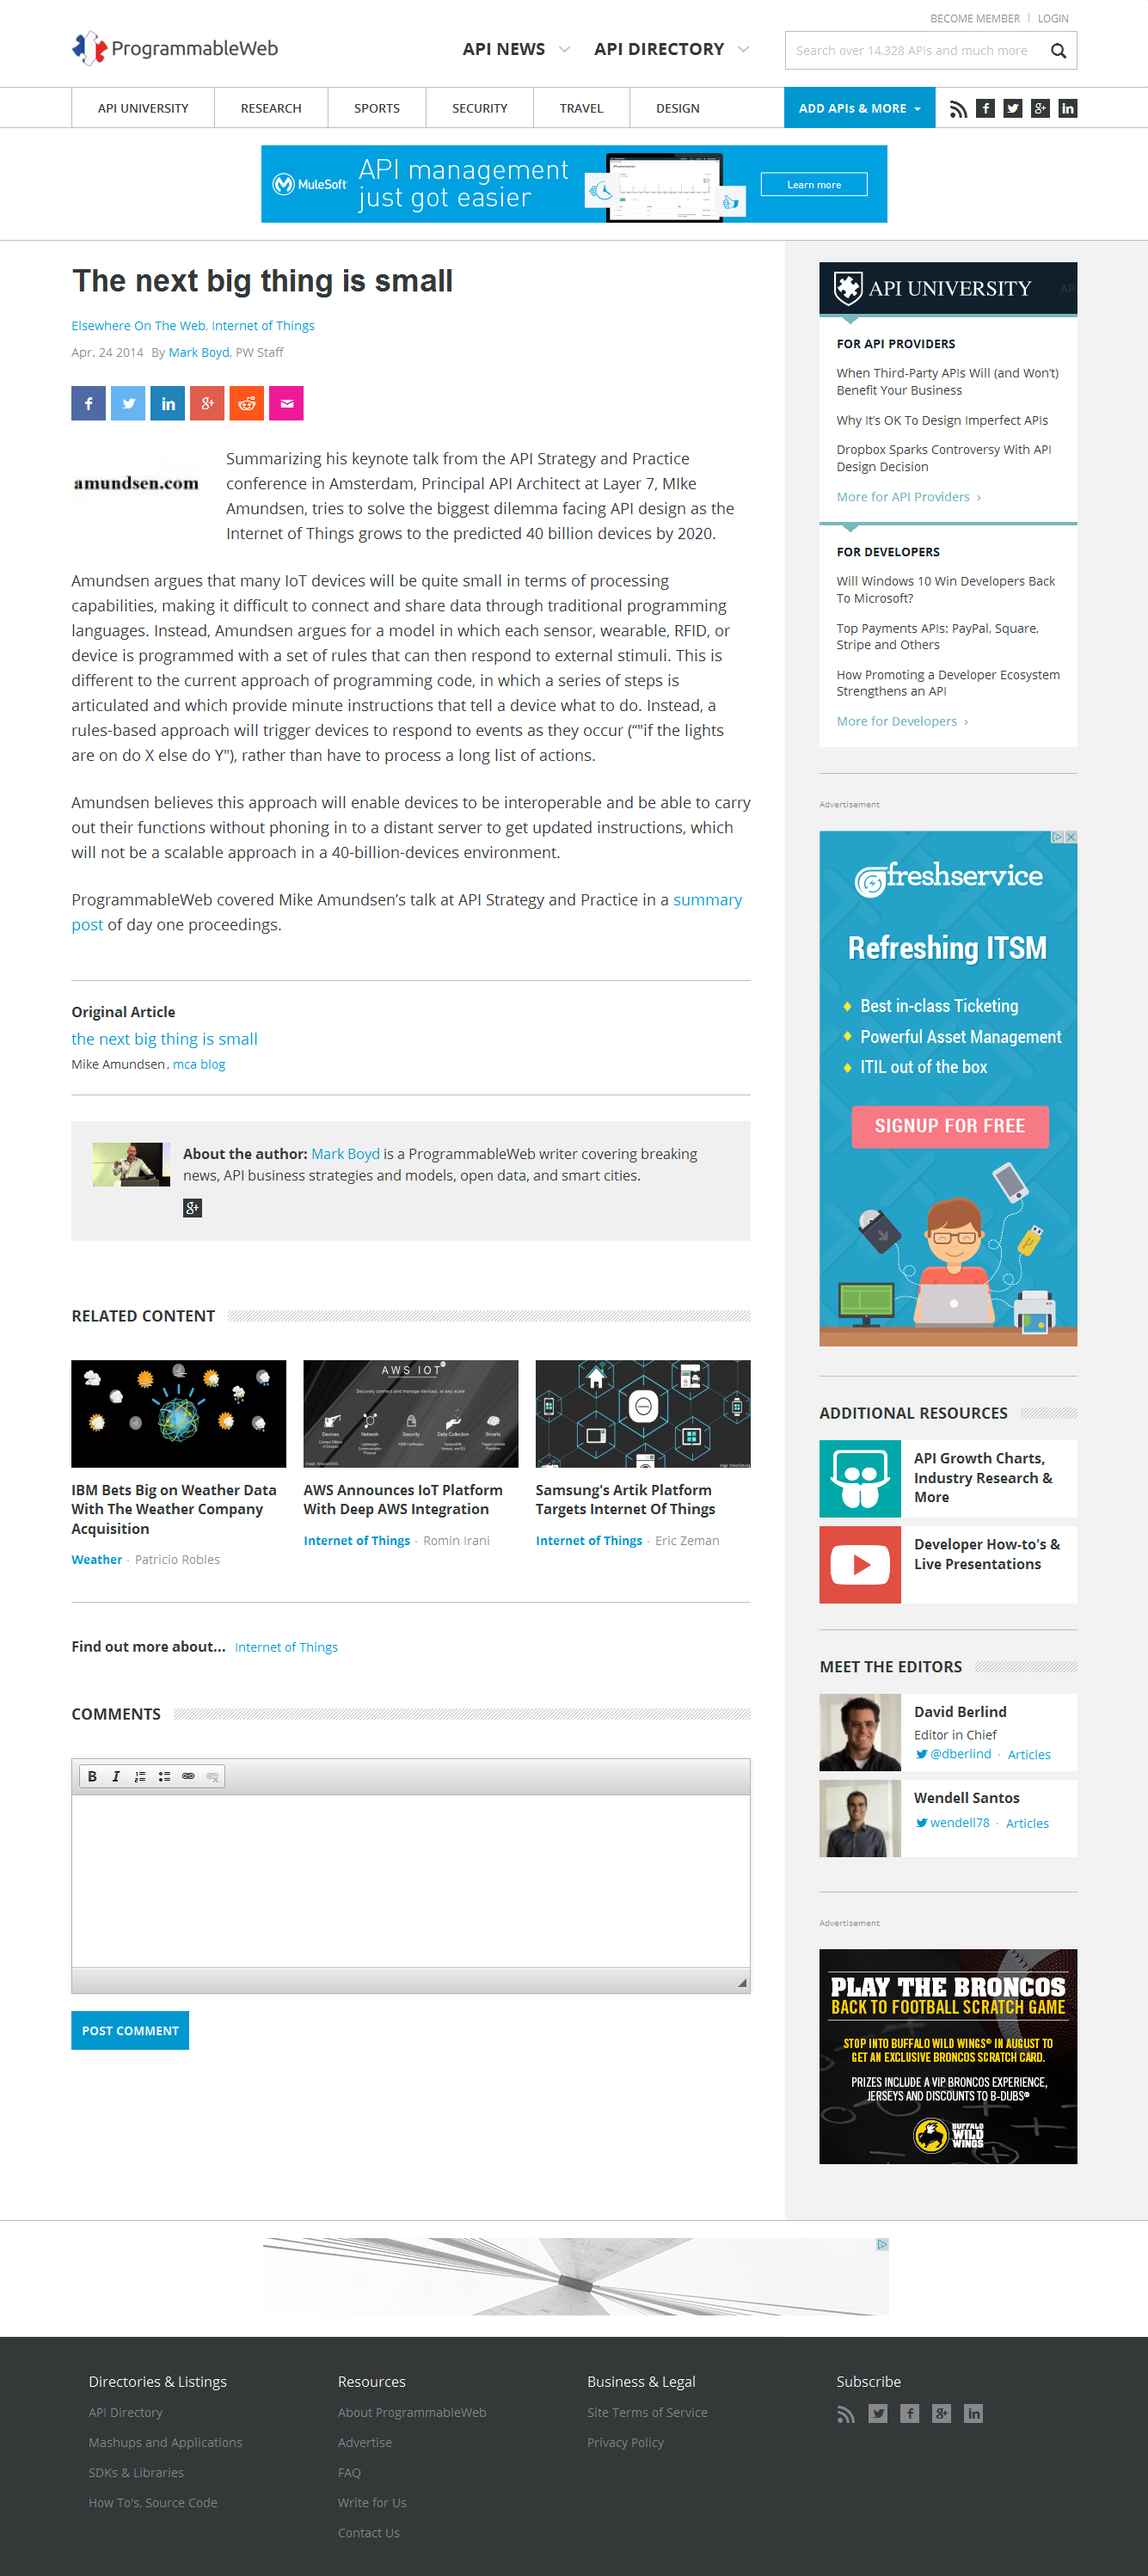 BECOME MEMBER | LOGIN
ProgrammableWeb
API NEWS
API DIRECTORY
Search over 14,328 APIs and much more
API UNIVERSITY
RESEARCH
SPORTS
SECURITY
TRAVEL
DESIGN
ADD APIs & MORE
MuleSoft
API management
just got easier
Learn more
The next big thing is small
Elsewhere On The Web, Internet of Things
Apr. 24 2014 By Mark Boyd, PW Staff
amundsen.com
Summarizing his keynote talk from the API Strategy and Practice
conference in Amsterdam, Principal API Architect at Layer 7, MIke
Amundsen, tries to solve the biggest dilemma facing API design as the
Internet of Things grows to the predicted 40 billion devices by 2020.
Amundsen argues that many IoT devices will be quite small in terms of processing
capabilities, making it difficult to connect and share data through traditional programming
languages. Instead, Amundsen argues for a model in which each sensor, wearable, RFID, or
device is programmed with a set of rules that can then respond to external stimuli. This is
different to the current approach of programming code, in which a series of steps is
articulated and which provide minute instructions that tell a device what to do. Instead, a
rules-based approach will trigger devices to respond to events as they occur (“"if the lights
are on do X else do Y"), rather than have to process a long list of actions.
Amundsen believes this approach will enable devices to be interoperable and be able to carry
out their functions without phoning in to a distant server to get updated instructions, which
will not be a scalable approach in a 40-billion-devices environment.
ProgrammableWeb covered Mike Amundsen’s talk at API Strategy and Practice in a summary
post of day one proceedings.
Original Article
the next big thing is small
Mike Amundsen, mca blog
About the author: Mark Boyd is a ProgrammableWeb writer covering breaking
news, API business strategies and models, open data, and smart cities.
RELATED CONTENT
AWS IOT
Securely connect and manage devices, at any scale
Devices
Network
Security
Data Collection
Smarts
IBM Bets Big on Weather Data
With The Weather Company
Acquisition
Weather · Patricio Robles
AWS Announces IoT Platform
With Deep AWS Integration
Internet of Things · Romin Irani
Samsung's Artik Platform
Targets Internet Of Things
Internet of Things · Eric Zeman
Find out more about... Internet of Things
COMMENTS
B I
POST COMMENT
API UNIVERSITY
FOR API PROVIDERS
When Third-Party APIs Will (and Won’t)
Benefit Your Business
Why It’s OK To Design Imperfect APIs
Dropbox Sparks Controversy With API
Design Decision
More for API Providers ›
FOR DEVELOPERS
Will Windows 10 Win Developers Back
To Microsoft?
Top Payments APIs: PayPal, Square,
Stripe and Others
How Promoting a Developer Ecosystem
Strengthens an API
More for Developers ›
Advertisement
freshservice
Refreshing ITSM
Best in-class Ticketing
Powerful Asset Management
ITIL out of the box
SIGNUP FOR FREE
ADDITIONAL RESOURCES
API Growth Charts,
Industry Research &
More
Developer How-to's &
Live Presentations
MEET THE EDITORS
David Berlind
Editor in Chief
@dberlind · Articles
Wendell Santos
wendell78 · Articles
Advertisement
PLAY THE BRONCOS
BACK TO FOOTBALL SCRATCH GAME
STOP INTO BUFFALO WILD WINGS® IN AUGUST TO
GET AN EXCLUSIVE BRONCOS SCRATCH CARD.
PRIZES INCLUDE A VIP BRONCOS EXPERIENCE,
JERSEYS AND DISCOUNTS TO B-DUBS®
BUFFALO
WILD
WINGS
Directories & Listings
API Directory
Mashups and Applications
SDKs & Libraries
How To's, Source Code
Resources
About ProgrammableWeb
Advertise
FAQ
Write for Us
Contact Us
Business & Legal
Site Terms of Service
Privacy Policy
Subscribe